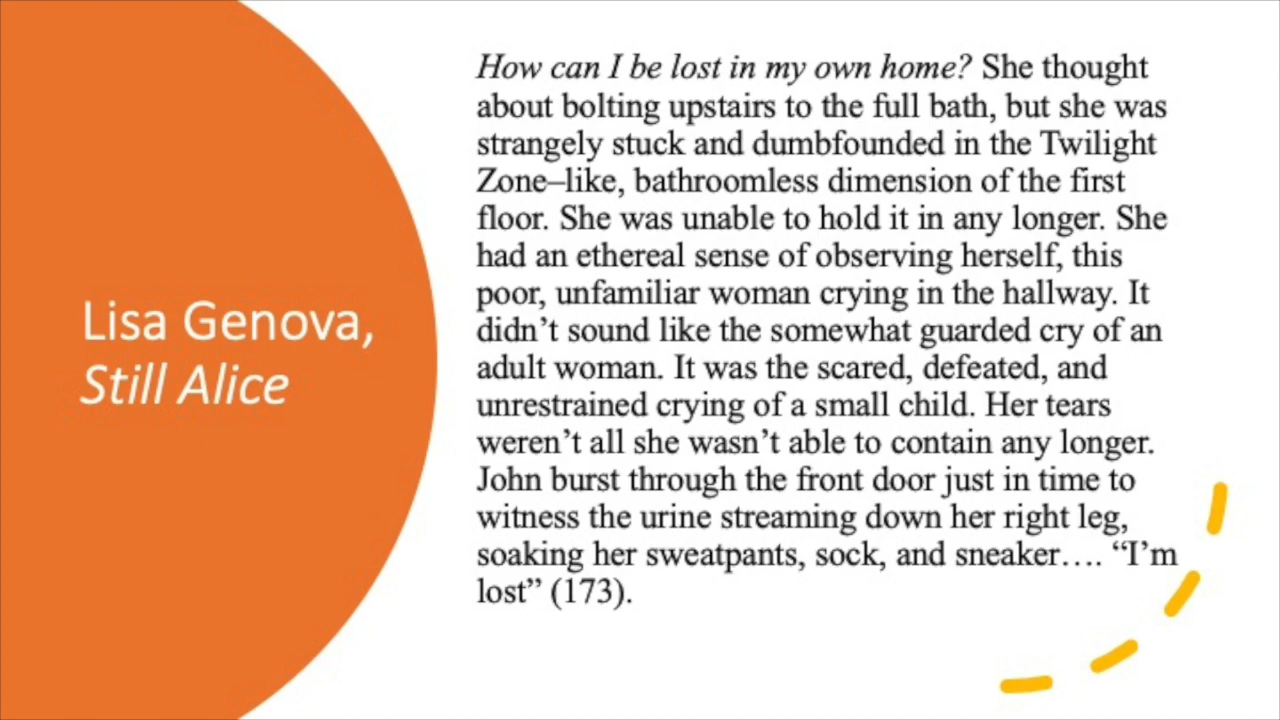 Lisa Genova,
Still Alice
How can I be lost in my own home? She thought
about bolting upstairs to the full bath, but she was
strangely stuck and dumbfounded in the Twilight
Zone–like, bathroomless dimension of the first
floor. She was unable to hold it in any longer. She
had an ethereal sense of observing herself, this
poor, unfamiliar woman crying in the hallway. It
didn’t sound like the somewhat guarded cry of an
adult woman. It was the scared, defeated, and
unrestrained crying of a small child. Her tears
weren’t all she wasn’t able to contain any longer.
John burst through the front door just in time to
witness the urine streaming down her right leg,
soaking her sweatpants, sock, and sneaker…. “I’m
lost” (173).